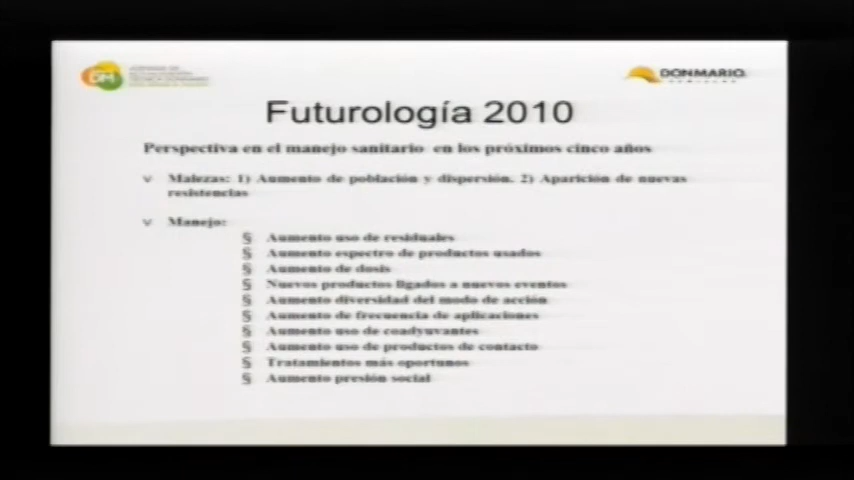 DM
DONMARIO
Futurología 2010
Perspectiva en el manejo sanitario en los próximos cinco años
v Malezas: 1) Aumento de población y dispersión. 2) Aparición de nuevas
resistencias
v Manejo:
§ Aumento uso de residuales
§ Aumento espectro de productos usados
§ Aumento de dosis
§ Nuevos productos ligados a nuevos eventos
§ Aumento diversidad del modo de acción
§ Aumento de frecuencia de aplicaciones
§ Aumento uso de coadyuvantes
§ Aumento uso de productos de contacto
§ Tratamientos más oportunos
§ Aumento presión social